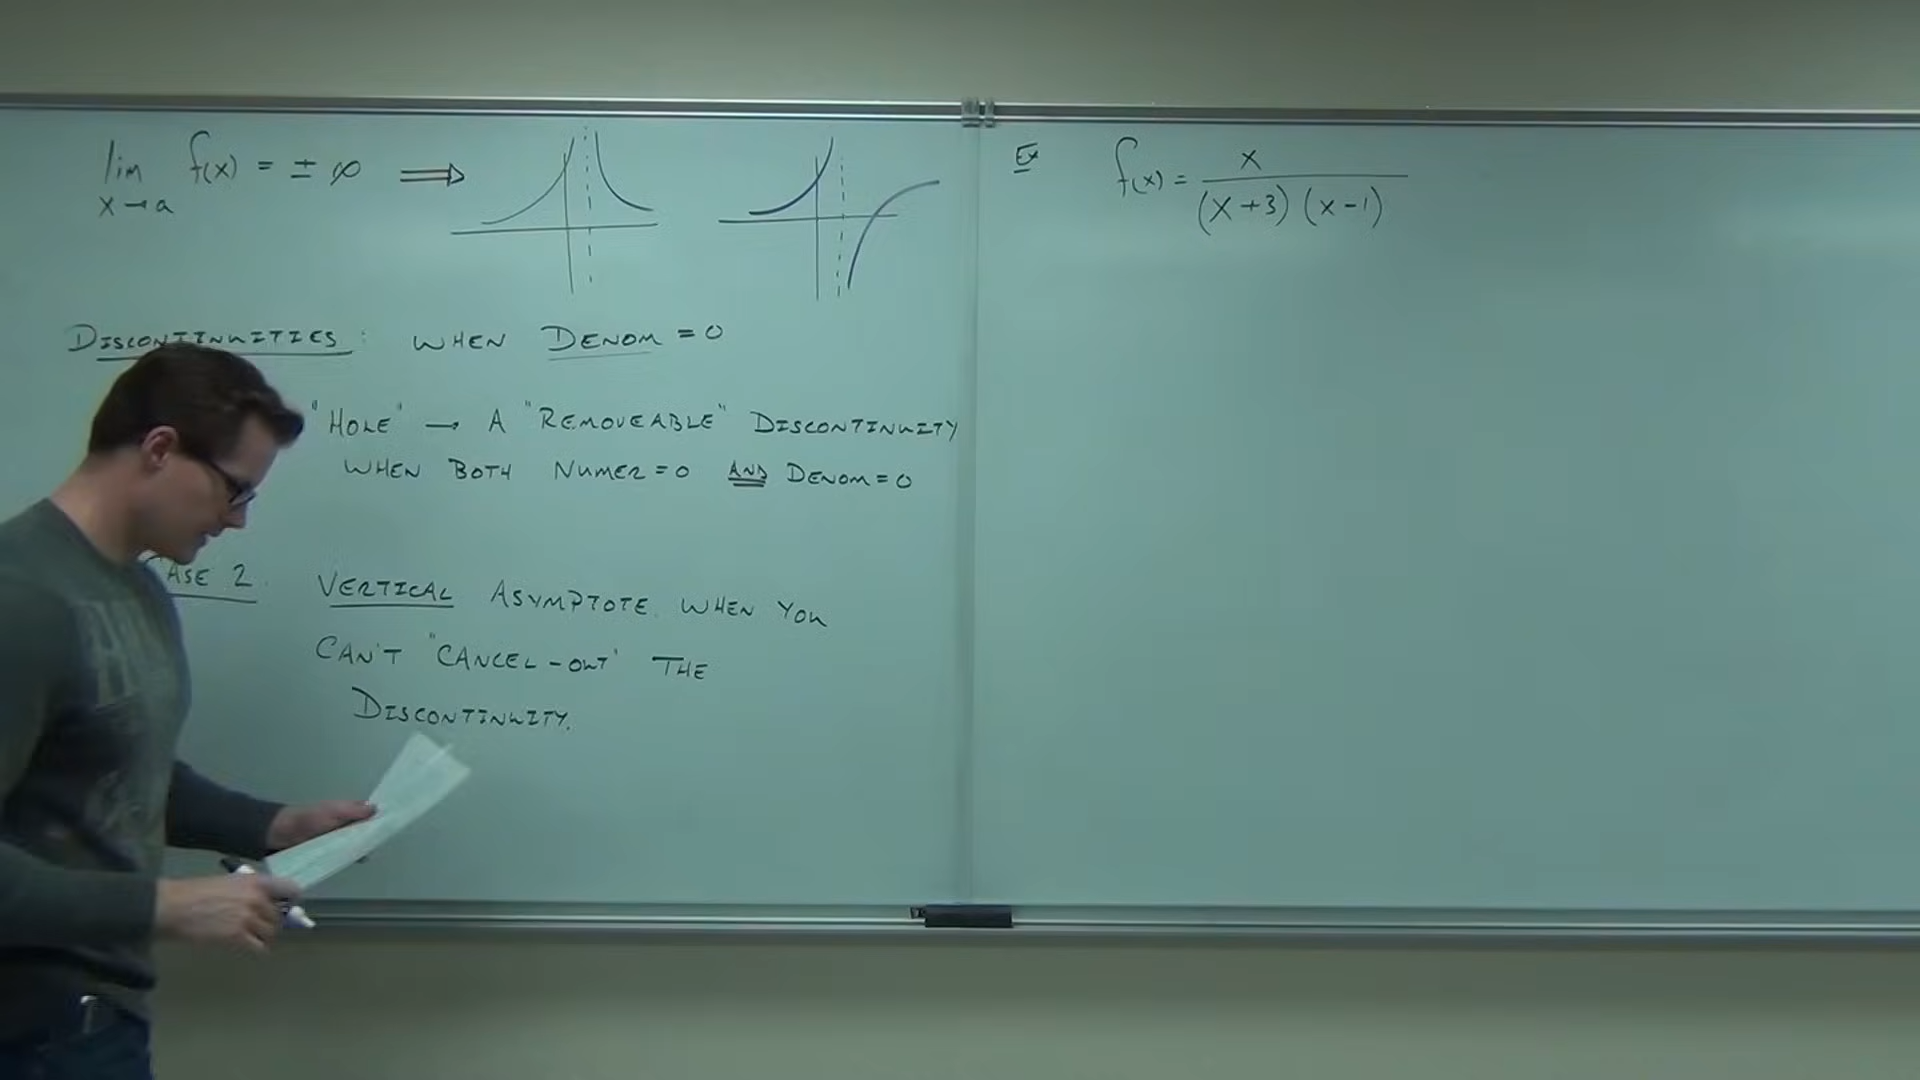 lim f(x) = ± ∞ ⟹
x→a
DISCONTINUITIES: WHEN DENOM = 0
"HOLE" → A "REMOVEABLE" DISCONTINUITY
WHEN BOTH NUMER = 0 AND DENOM = 0
CASE 2. VERTICAL ASYMPTOTE. WHEN YOU
CAN'T "CANCEL-OUT" THE
DISCONTINUITY.
Ex f(x) = x
(x+3) (x-1)